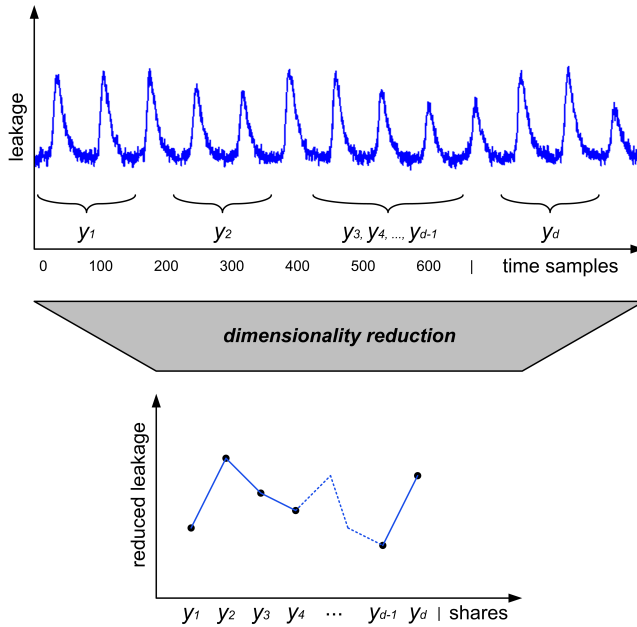 leakage
y1 y2 y3, y4, ..., yd-1 yd
0 100 200 300 400 500 600 | time samples
dimensionality reduction
reduced leakage
y1 y2 y3 y4 ... yd-1 yd | shares